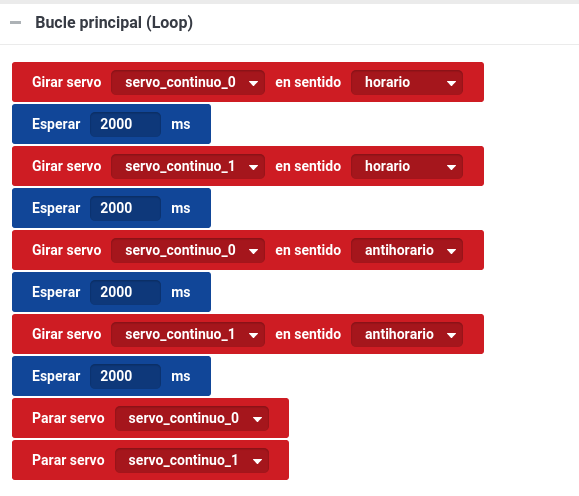 Bucle principal (Loop)
Girar servo servo_continuo_0 en sentido horario
Esperar 2000 ms
Girar servo servo_continuo_1 en sentido horario
Esperar 2000 ms
Girar servo servo_continuo_0 en sentido antihorario
Esperar 2000 ms
Girar servo servo_continuo_1 en sentido antihorario
Esperar 2000 ms
Parar servo servo_continuo_0
Parar servo servo_continuo_1